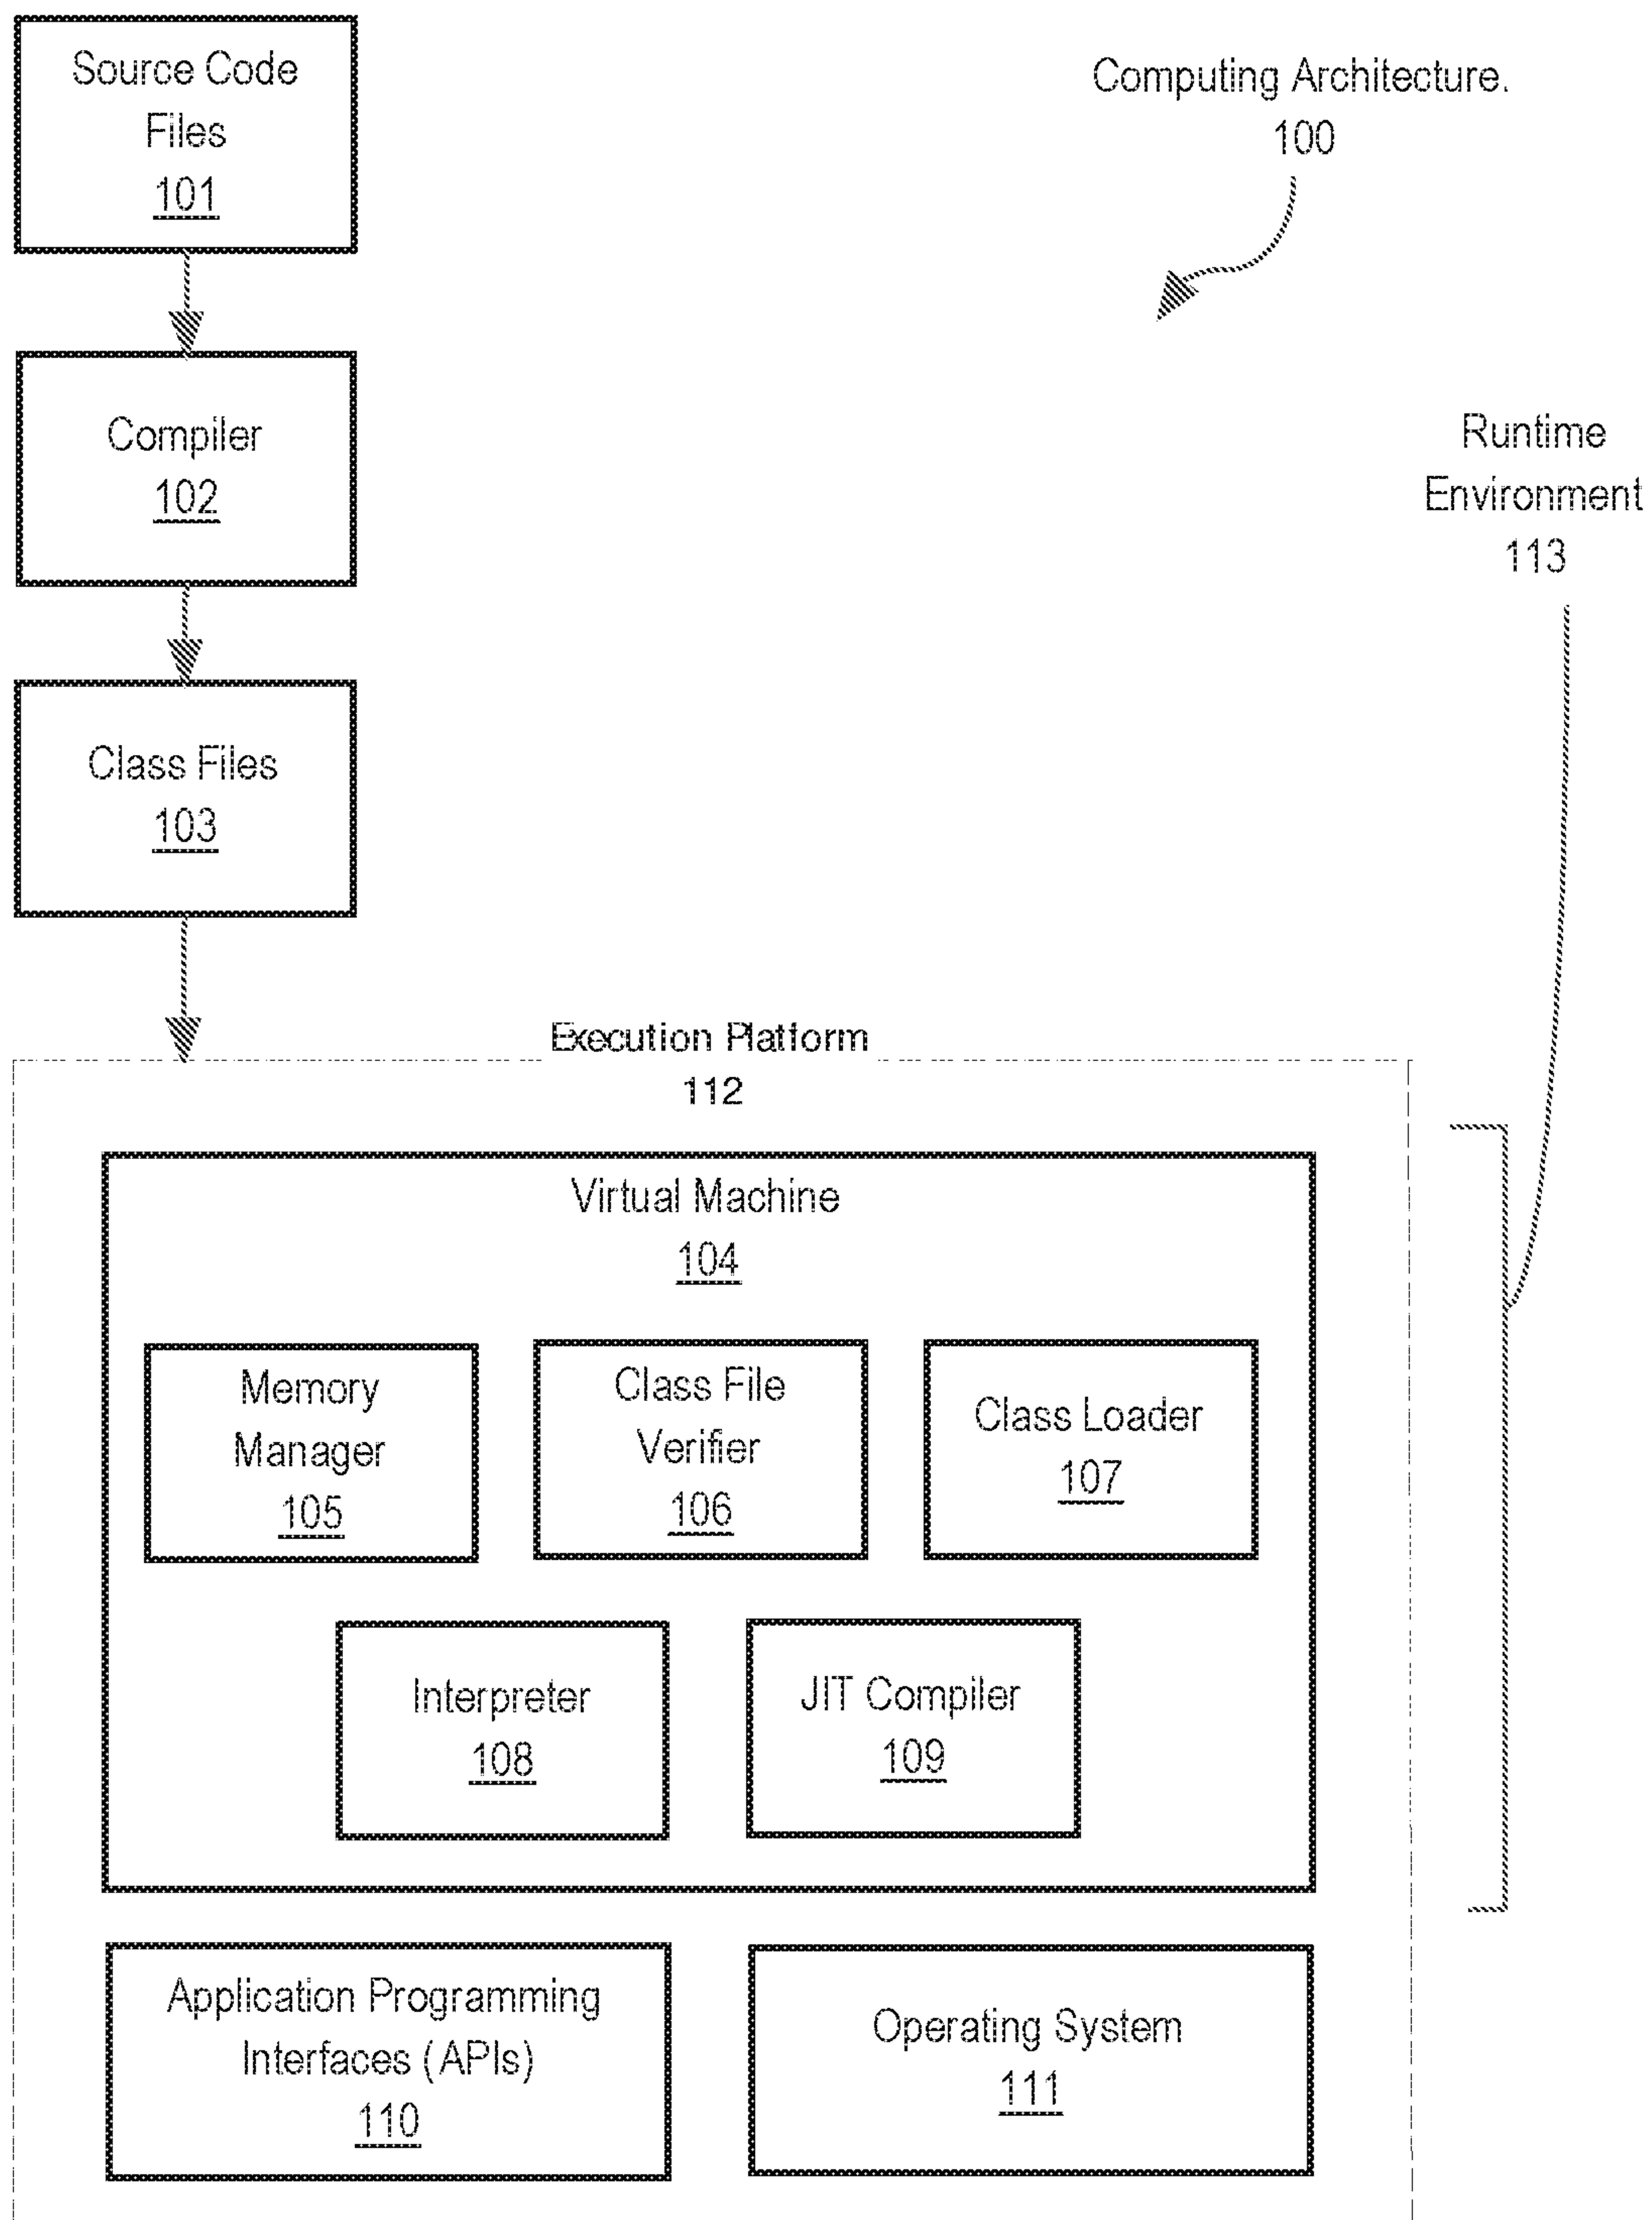 Source Code
Files
101
Computing Architecture.
100
Compiler
102
Runtime
Environment
113
Class Files
103
Execution Platform
112
Virtual Machine
104
Memory
Manager
105
Class File
Verifier
106
Class Loader
107
Interpreter
108
JIT Compiler
109
Application Programming
Interfaces (APIs)
110
Operating System
111